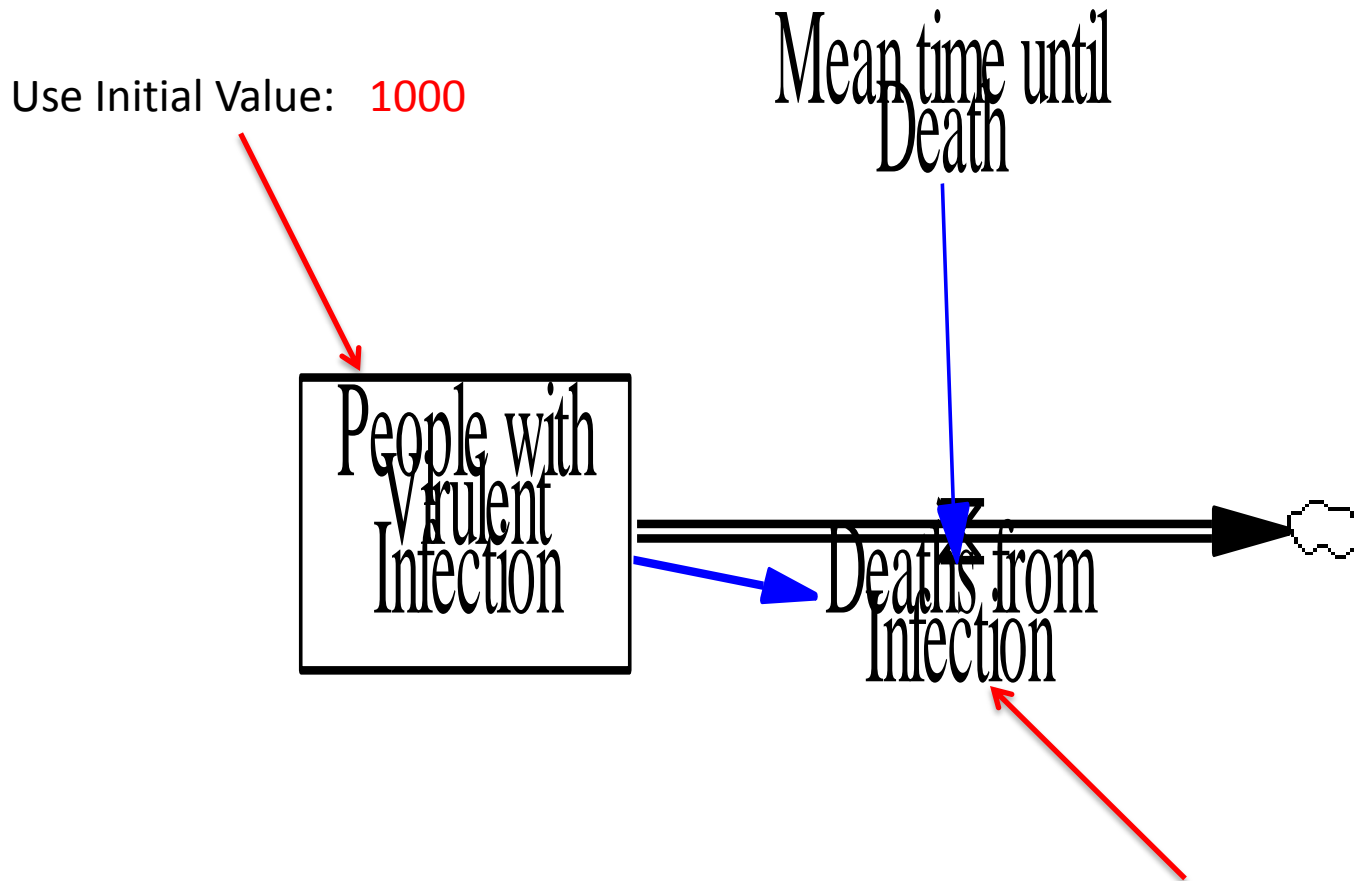 Mean time until
Death
Use Initial Value: 1000
People with
Virulent
Infection
Deaths from
Infection